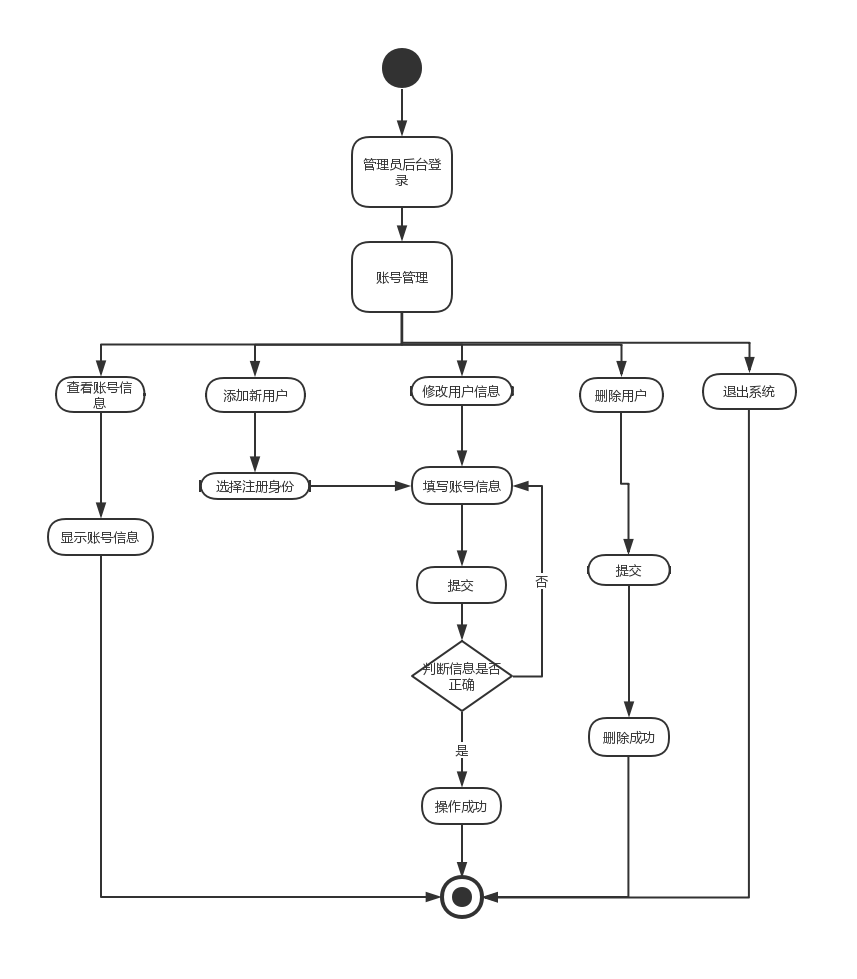 管理员后台登
录
账号管理
查看账号信
息
添加新用户
修改用户信息
删除用户
退出系统
选择注册身份
填写账号信息
显示账号信息
提交
否
提交
判断信息是否
正确
删除成功
是
操作成功